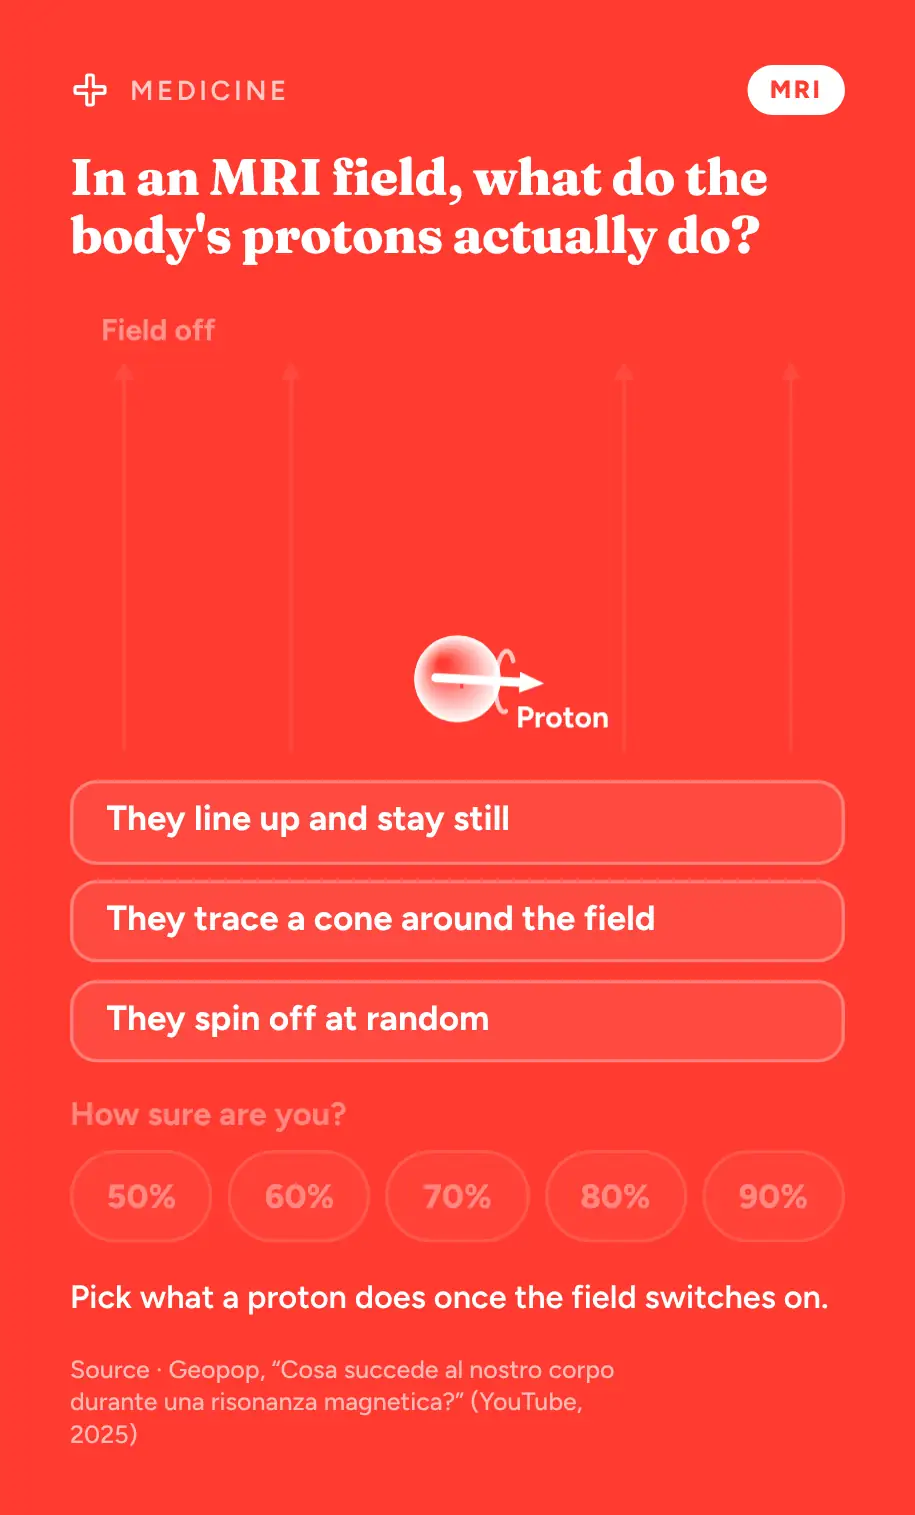 MEDICINE
MRI
In an MRI field, what do the
body's protons actually do?
Field off
Proton
They line up and stay still
They trace a cone around the field
They spin off at random
How sure are you?
50% 60% 70% 80% 90%
Pick what a proton does once the field switches on.
Source · Geopop, “Cosa succede al nostro corpo
durante una risonanza magnetica?” (YouTube,
2025)